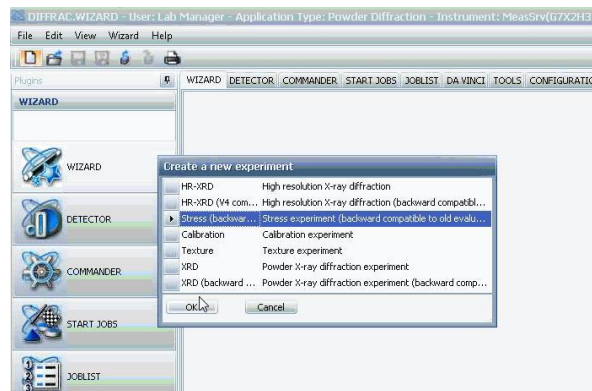 DIFFRAC.WIZARD - User: Lab Manager - Application Type: Powder Diffraction - Instrument: MeasSrv(G7X2H3
File Edit View Wizard Help
Plugins
WIZARD DETECTOR COMMANDER START JOBS JOBLIST DA VINCI TOOLS CONFIGURATIO
WIZARD
WIZARD
DETECTOR
COMMANDER
START JOBS
JOBLIST
Create a new experiment
HR-XRD High resolution X-ray diffraction
HR-XRD (V4 com... High resolution X-ray diffraction (backward compatibl...
Stress (backwar... Stress experiment (backward compatible to old evalu...
Calibration Calibration experiment
Texture Texture experiment
XRD Powder X-ray diffraction experiment
XRD (backward ... Powder X-ray diffraction experiment (backward comp...
OK Cancel